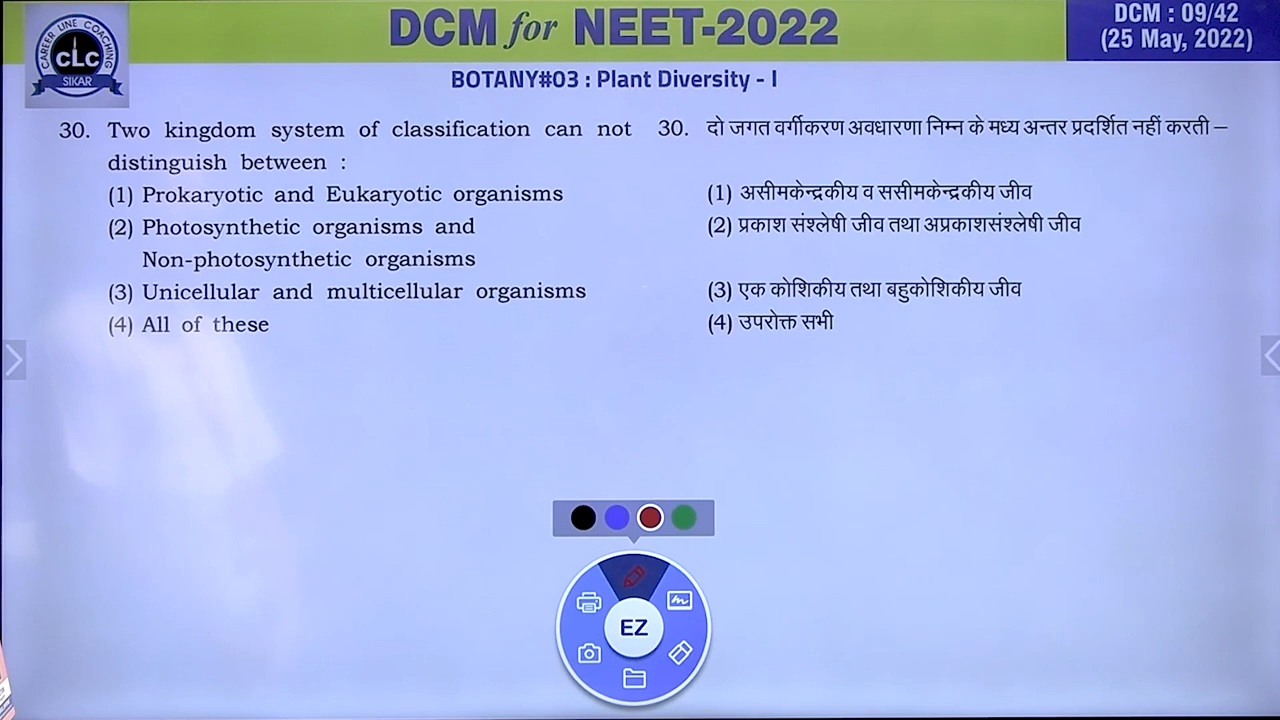 DCM for NEET-2022
DCM : 09/42
(25 May, 2022)
CAREER LINE COACHING
CLC
SIKAR
BOTANY#03 : Plant Diversity - I
30. Two kingdom system of classification can not
distinguish between :
(1) Prokaryotic and Eukaryotic organisms
(2) Photosynthetic organisms and
Non-photosynthetic organisms
(3) Unicellular and multicellular organisms
(4) All of these
30. दो जगत वर्गीकरण अवधारणा निम्न के मध्य अन्तर प्रदर्शित नहीं करती –
(1) असीमकेन्द्रकीय व ससीमकेन्द्रकीय जीव
(2) प्रकाश संश्लेषी जीव तथा अप्रकाशसंश्लेषी जीव
(3) एक कोशिकीय तथा बहुकोशिकीय जीव
(4) उपरोक्त सभी
EZ